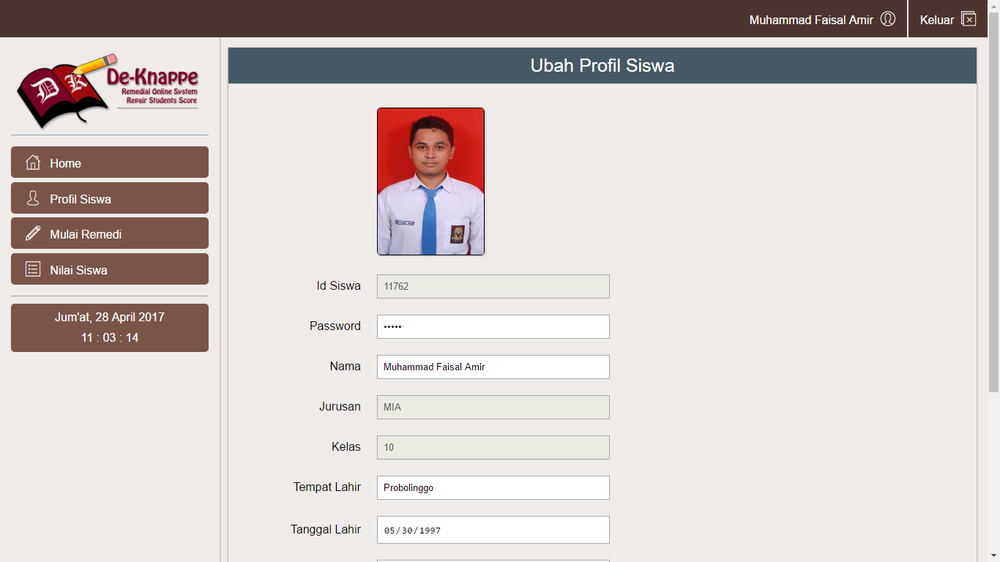 Muhammad Faisal Amir
Keluar
DK
De-Knappe
Remedial Online System
Repair Students Score
Home
Profil Siswa
Mulai Remedi
Nilai Siswa
Jum'at, 28 April 2017
11 : 03 : 14
Ubah Profil Siswa
Id Siswa 11762
Password •••••
Nama Muhammad Faisal Amir
Jurusan MIA
Kelas 10
Tempat Lahir Probolinggo
Tanggal Lahir 05/30/1997